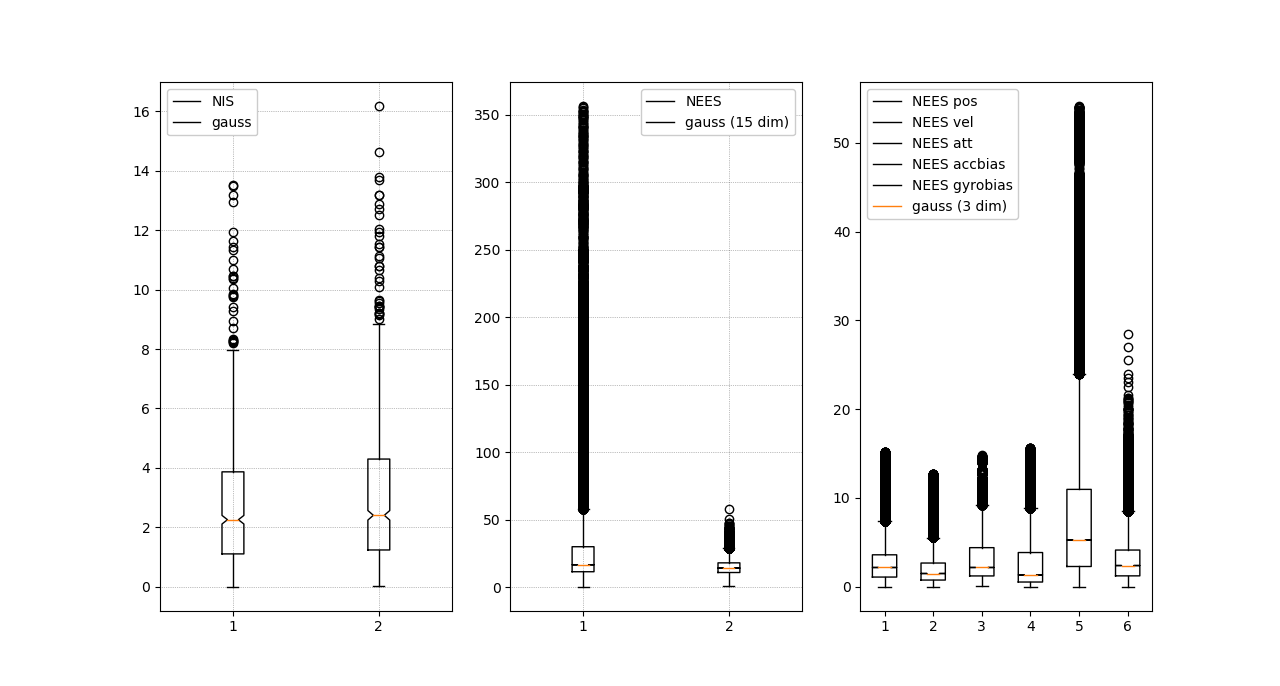 NIS
gauss
16
14
12
10
8
6
4
2
0
1 2
NEES
gauss (15 dim)
350
300
250
200
150
100
50
0
1 2
NEES pos
NEES vel
NEES att
NEES accbias
NEES gyrobias
gauss (3 dim)
50
40
30
20
10
0
1 2 3 4 5 6